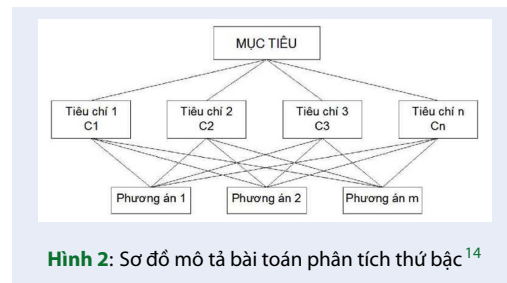 MỤC TIÊU
Tiêu chí 1
C1
Tiêu chí 2
C2
Tiêu chí 3
C3
Tiêu chí n
Cn
Phương án 1
Phương án 2
Phương án m
Hình 2: Sơ đồ mô tả bài toán phân tích thứ bậc 14